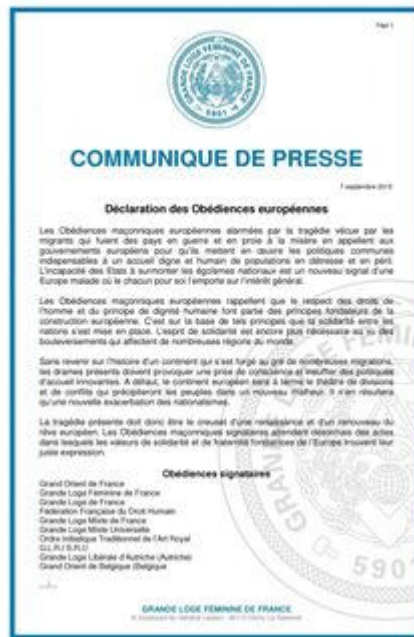 Page 1
GRANDE LOGE FEMININE DE FRANCE
COMMUNIQUE DE PRESSE
7 septembre
Déclaration des Obédiences européennes
Les Obédiences maçonniques européennes alarmées par la tragédie vécue par les
migrants qui fuient des pays en guerre et en proie à la misère en appellent aux
gouvernements européens pour qu'ils mettent en œuvre les politiques communes
indispensables à un accueil digne et humain de populations en détresse et en péril.
L'incapacité des Etats à surmonter les égoïsmes nationaux est un nouveau signal d'une
Europe malade où le chacun pour soi l'emporte sur l'intérêt général.
Les Obédiences maçonniques européennes rappellent que le respect des droits de
l'homme et du principe de dignité humaine font partie des principes fondateurs de la
construction européenne. C'est sur la base de tels principes que la solidarité entre les
nations s'est mise en place. L'esprit de solidarité est encore plus nécessaire au vu des
bouleversements qui affectent de nombreuses régions du monde.
Sans revenir sur l'histoire d'un continent qui s'est forgé au gré de nombreuses migrations,
les drames présents doivent provoquer une prise de conscience et insuffler des politiques
d'accueil innovantes. A défaut, le continent européen sera à terme le théâtre de divisions
et de conflits qui précipiteront les peuples dans un nouveau malheur. Il n'en résultera
qu'une nouvelle exacerbation des nationalismes.
La tragédie présente doit donc être le creuset d'une renaissance et d'un renouveau du
rêve européen. Les Obédiences maçonniques signataires attendent désormais des actes
dans lesquels les valeurs de solidarité et de fraternité fondatrices de l'Europe trouvent leur
juste expression.
Obédiences signataires
Grand Orient de France
Grande Loge Féminine de France
Grande Loge de France
Fédération Française du Droit Humain
Grande Loge Mixte de France
Grande Loge Mixte Universelle
Ordre Initiatique Traditionnel de l'Art Royal
Grande Loge Libérale d'Autriche (Autriche)
Grand Orient de Belgique (Belgique
GRANDE LOGE FEMININE DE FRANCE